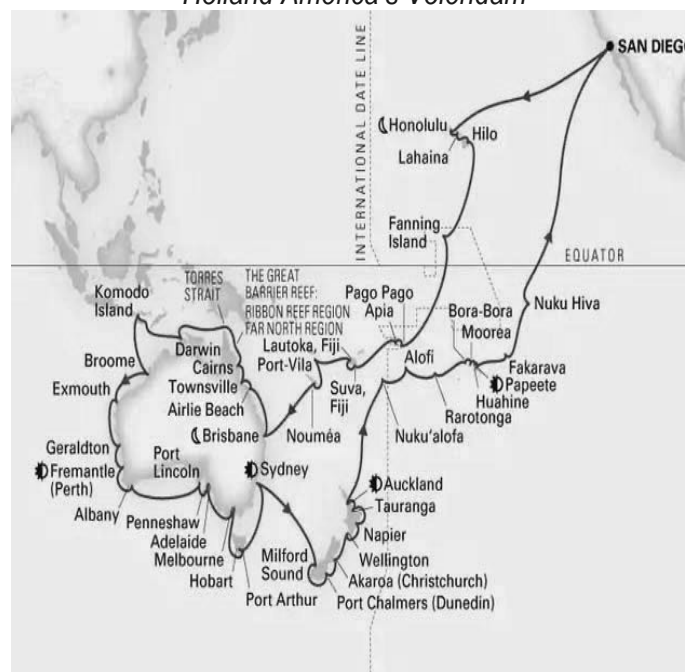 Holland America's Volendam
SAN DIEGO
INTERNATIONAL DATE LINE
Honolulu
Hilo
Lahaina
Fanning
Island
EQUATOR
TORRES
STRAIT
THE GREAT
BARRIER REEF:
RIBBON REEF REGION
FAR NORTH REGION
Komodo
Island
Pago Pago
Apia
Bora-Bora
Moorea
Nuku Hiva
Broome
Darwin
Cairns
Lautoka, Fiji
Port-Vila
Alofi
Fakarava
Papeete
Exmouth
Townsville
Suva,
Fiji
Huahine
Rarotonga
Airlie Beach
Nouméa
Nuku'alofa
Brisbane
Geraldton
Port
Lincoln
Fremantle
(Perth)
Sydney
Auckland
Tauranga
Albany
Penneshaw
Adelaide
Melbourne
Hobart
Port Arthur
Napier
Wellington
Milford
Sound
Akaroa (Christchurch)
Port Chalmers (Dunedin)